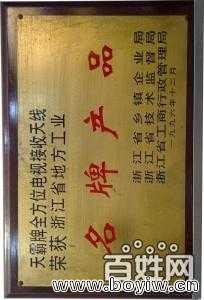 天霸牌全方位电视接收天线
荣获浙江省地方工业
名牌产品
浙江省乡镇企业局
浙江省技术监督局
浙江省工商行政管理局
一九九六年十二月
http://www.boyiw.cn
百姓网